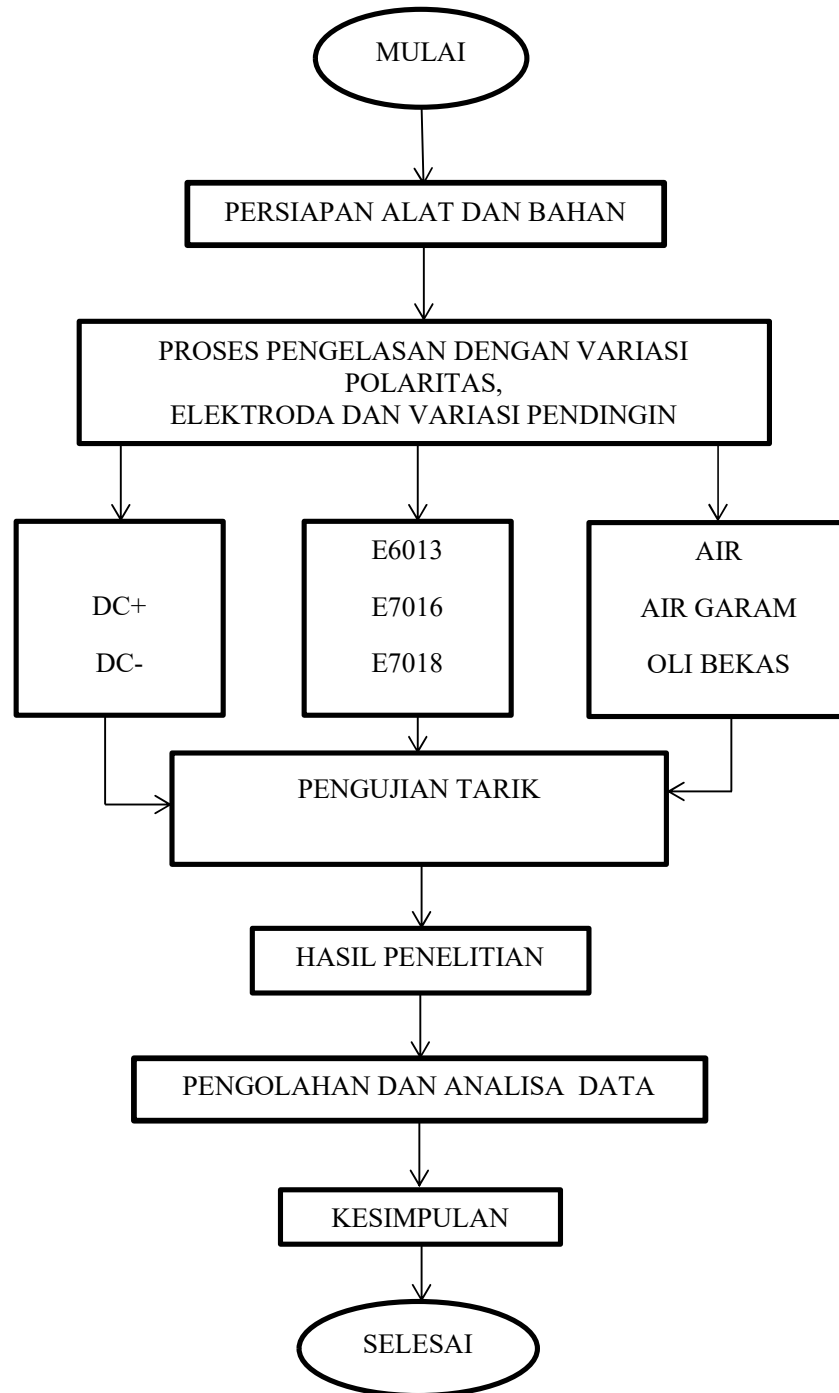 MULAI
PERSIAPAN ALAT DAN BAHAN
PROSES PENGELASAN DENGAN VARIASI
POLARITAS,
ELEKTRODA DAN VARIASI PENDINGIN
DC+
DC-
E6013
E7016
E7018
AIR
AIR GARAM
OLI BEKAS
PENGUJIAN TARIK
HASIL PENELITIAN
PENGOLAHAN DAN ANALISA DATA
KESIMPULAN
SELESAI